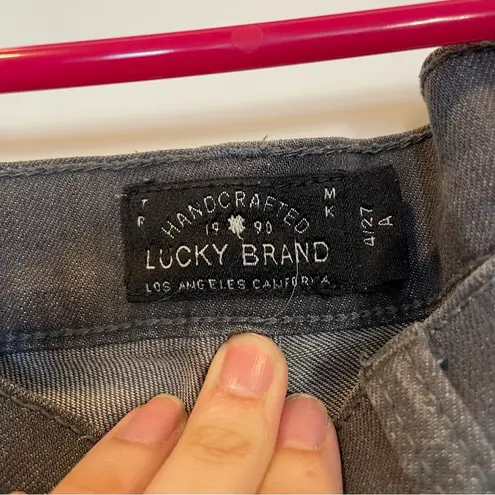 T R
M K
HANDCRAFTED
19 90
LUCKY BRAND
LOS ANGELES CALIFORNIA
4/27
A